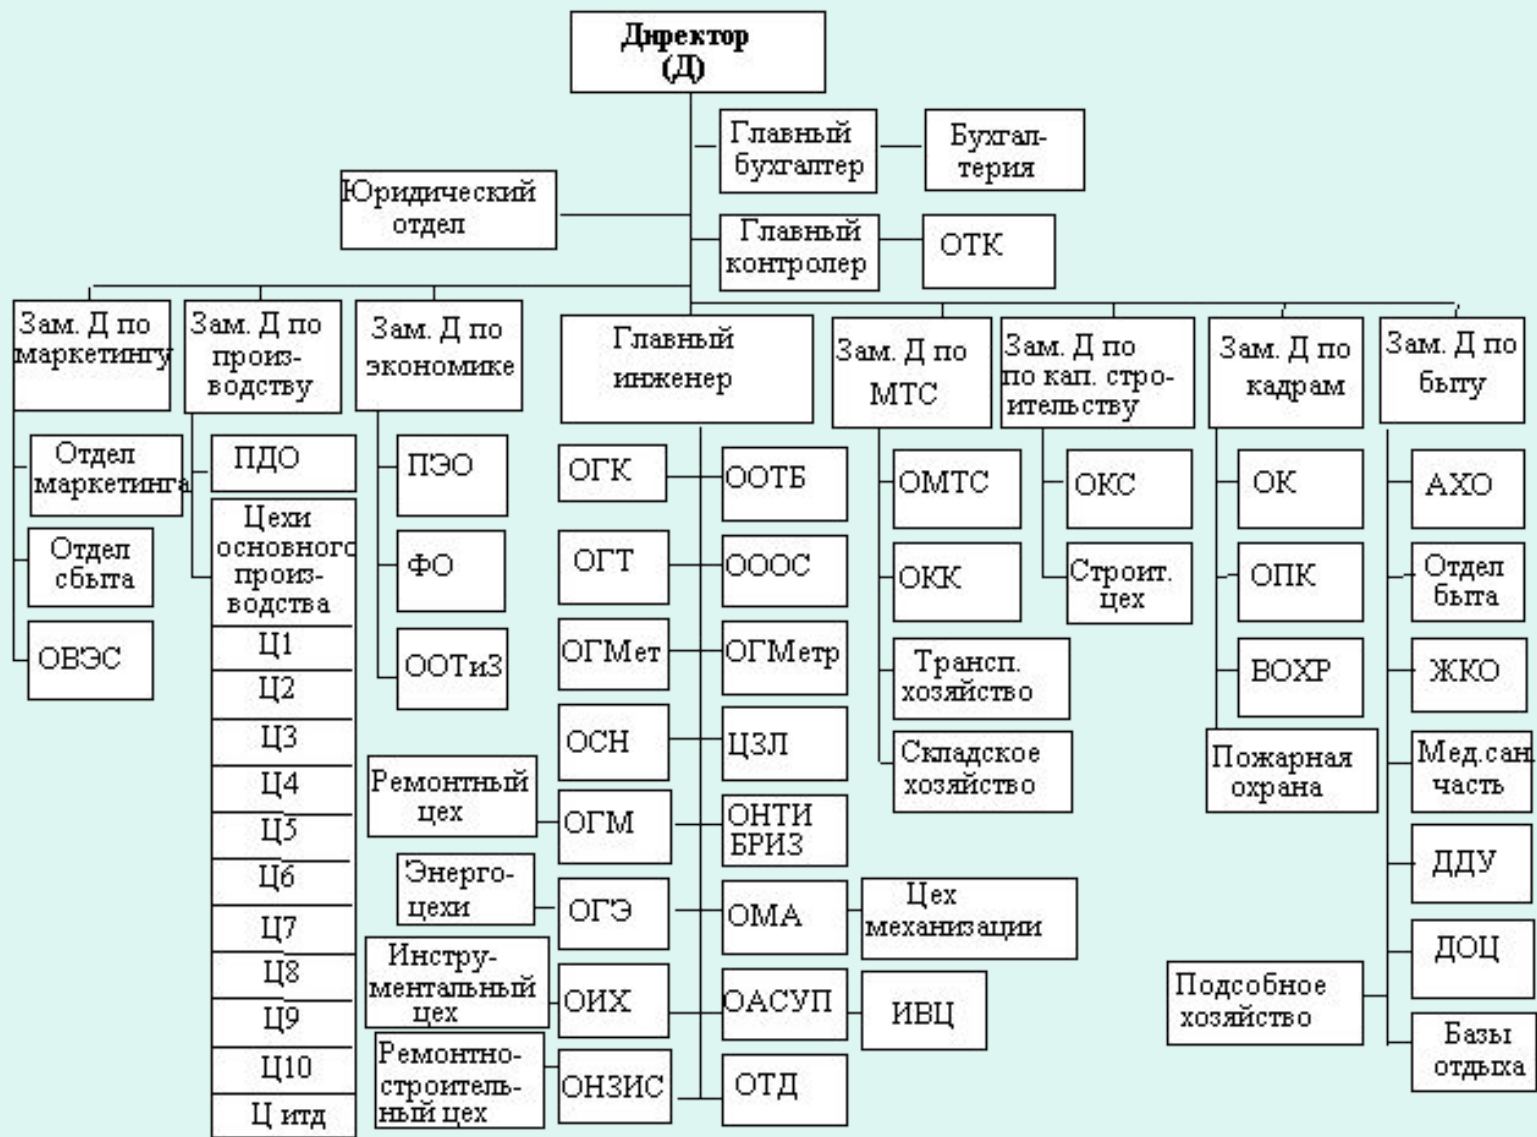 Директор
(Д)
Главный
бухгалтер
Бухгал-
терия
Юридический
отдел
Главный
контролер
ОТК
Зам. Д по
маркетингу
Зам. Д по
произ-
водству
Зам. Д по
экономике
Главный
инженер
Зам. Д по
МТС
Зам. Д по
по кап. стро-
ительству
Зам. Д по
кадрам
Зам. Д по
быту
Отдел
маркетинга
Отдел
сбыта
ОВЭС
ПДО
Цехи
основного
произ-
водства
Ц1
Ц2
Ц3
Ц4
Ц5
Ц6
Ц7
Ц8
Ц9
Ц10
Ц итд
ПЭО
ФО
ООТиЗ
ОГК
ООТБ
ОГТ
ОООС
ОГМет
ОГМетр
ОСН
ЦЗЛ
Ремонтный
цех
ОГМ
ОНТИ
БРИЗ
Энерго-
цехи
ОГЭ
ОМА
Цех
механизации
Инстру-
ментальный
цех
ОИХ
ОАСУП
ИВЦ
Ремонтно-
строитель-
ный цех
ОНЗИС
ОТД
ОМТС
ОКК
Трансп.
хозяйство
Складское
хозяйство
ОКС
Строит.
цех
ОК
ОПК
ВОХР
Пожарная
охрана
АХО
Отдел
быта
ЖКО
Мед.сан.
часть
ДДУ
ДОЦ
Подсобное
хозяйство
Базы
отдыха